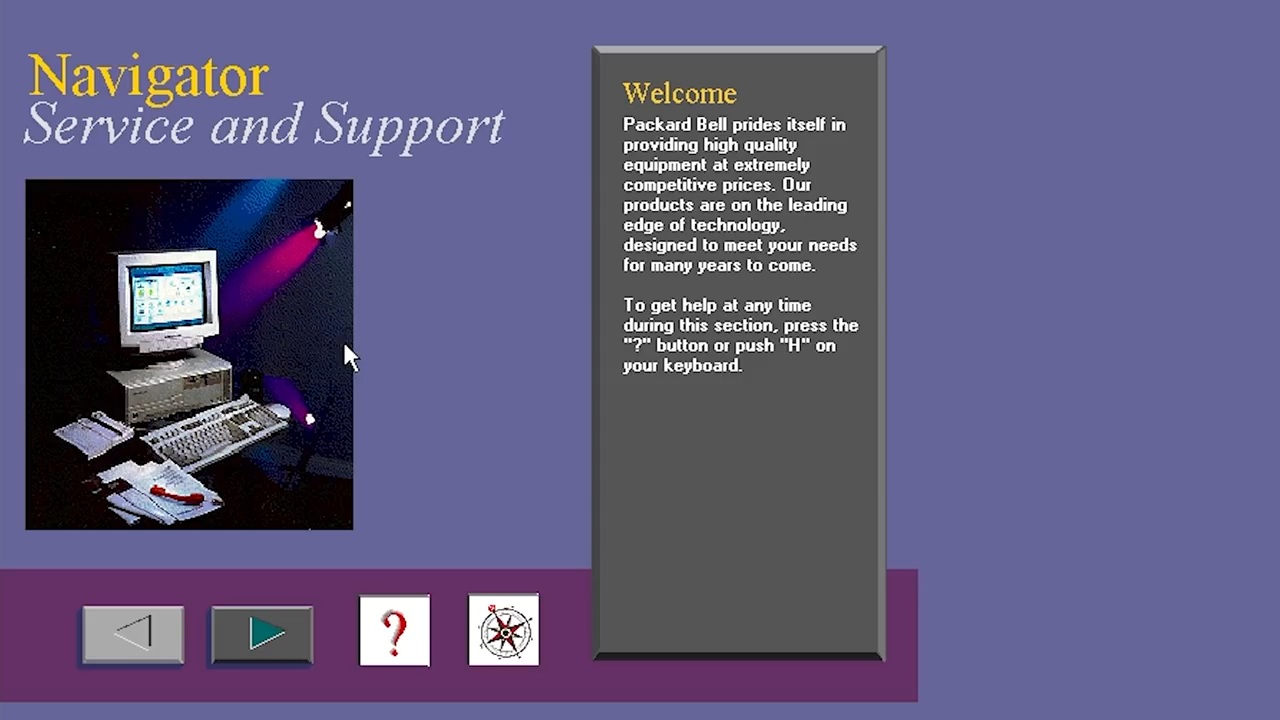 Navigator
Service and Support
Welcome
Packard Bell prides itself in
providing high quality
equipment at extremely
competitive prices. Our
products are on the leading
edge of technology,
designed to meet your needs
for many years to come.
To get help at any time
during this section, press the
"?" button or push "H" on
your keyboard.
?